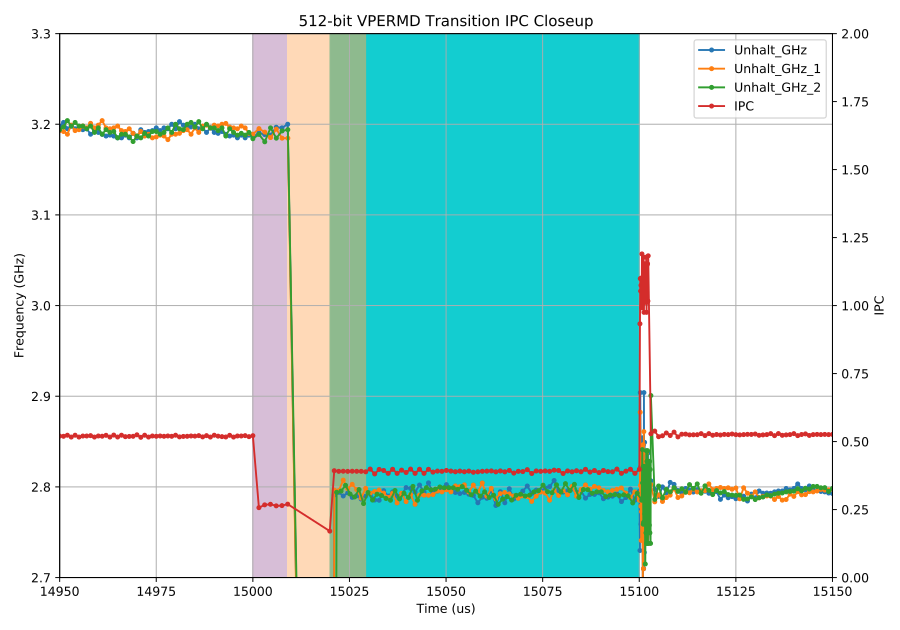 512-bit VPERMD Transition IPC Closeup
3.3
3.2
3.1
3.0
2.9
2.8
2.7
Frequency (GHz)
2.00
1.75
1.50
1.25
1.00
0.75
0.50
0.25
0.00
IPC
Unhalt_GHz
Unhalt_GHz_1
Unhalt_GHz_2
IPC
14950 14975 15000 15025 15050 15075 15100 15125 15150
Time (us)